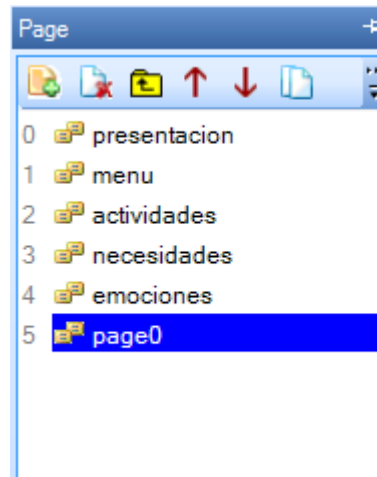 Page
0 presentacion
1 menu
2 actividades
3 necesidades
4 emociones
5 page0